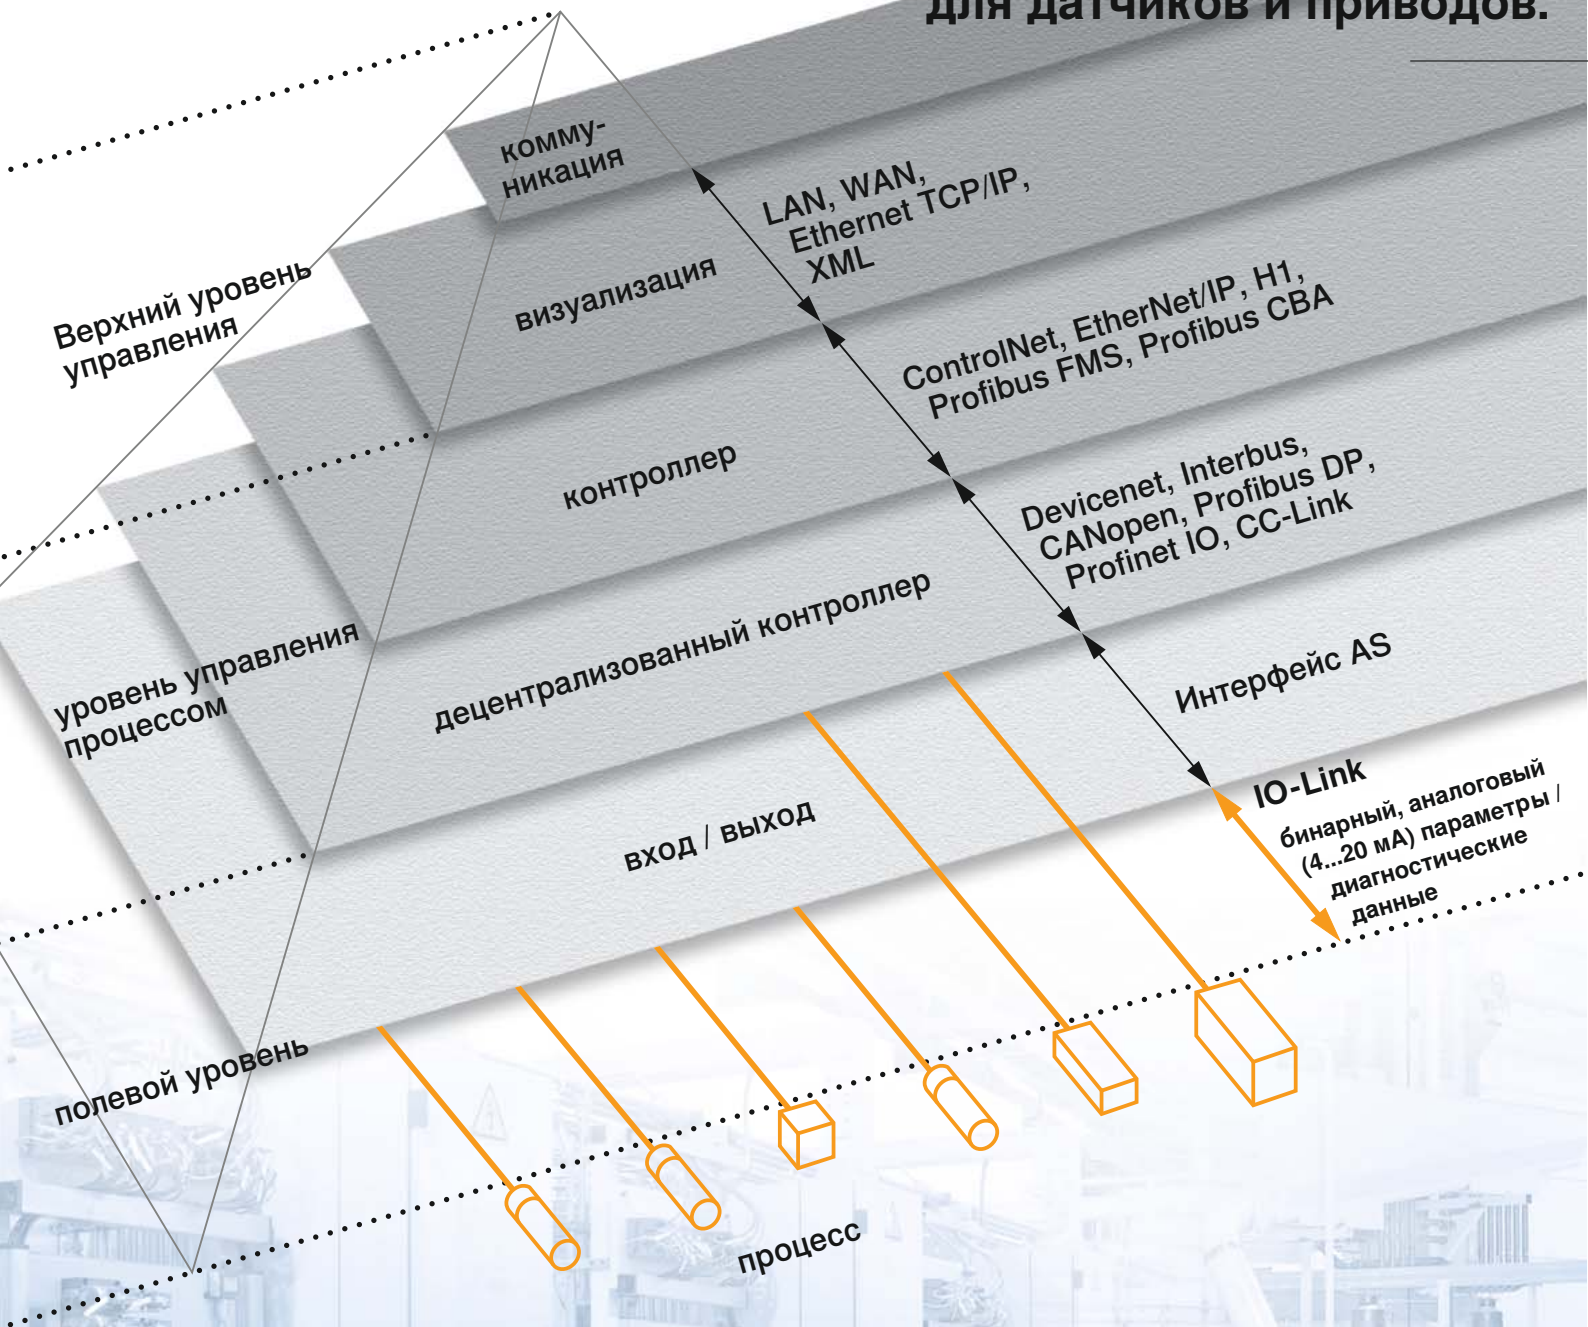 для датчиков и приводов.
комму-
никация
LAN, WAN,
Ethernet TCP/IP,
XML
Верхний уровень
управления
визуализация
ControlNet, EtherNet/IP, H1,
Profibus FMS, Profibus CBA
контроллер
Devicenet, Interbus,
CANopen, Profibus DP,
Profinet IO, CC-Link
уровень управления
процессом
децентрализованный контроллер
Интерфейс AS
вход / выход
IO-Link
бинарный, аналоговый
(4...20 мА) параметры /
диагностические
данные
полевой уровень
процесс